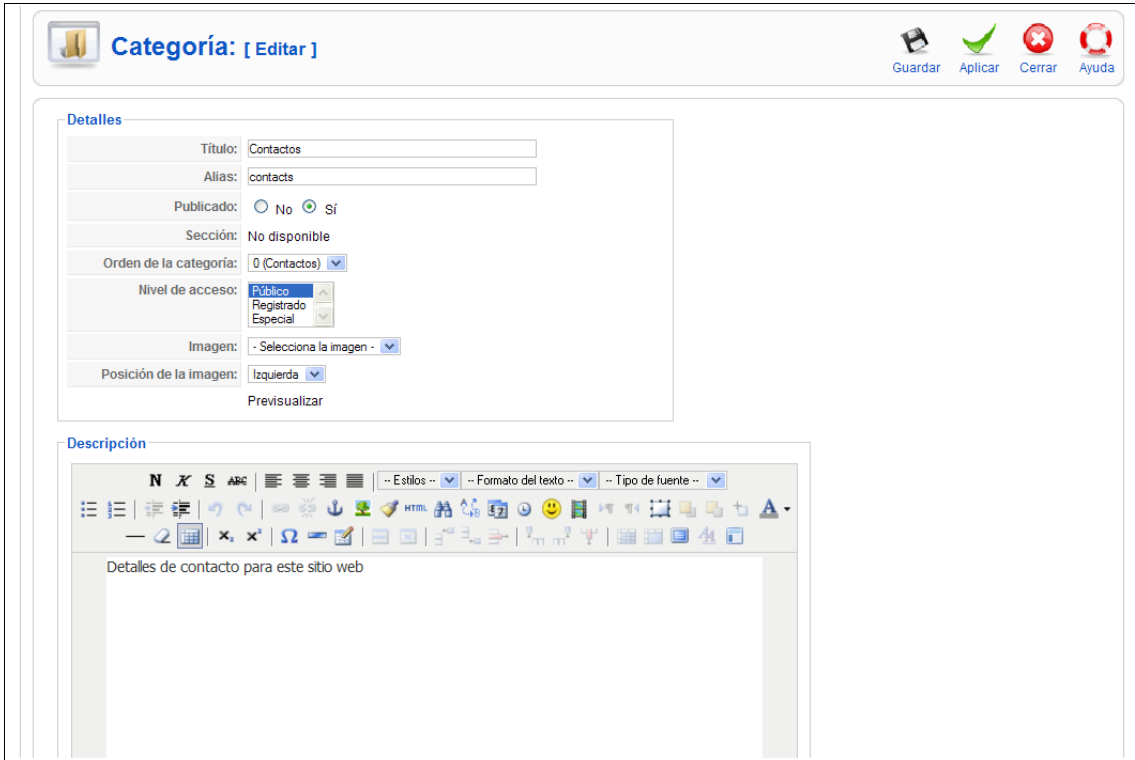 Categoría: [ Editar ]
Guardar Aplicar Cerrar Ayuda
Detalles
Título: Contactos
Alias: contacts
Publicado: No Sí
Sección: No disponible
Orden de la categoría: 0 (Contactos)
Nivel de acceso: Público
Registrado
Especial
Imagen: - Selecciona la imagen -
Posición de la imagen: Izquierda
Previsualizar
Descripción
N K S ABC -- Estilos -- -- Formato del texto -- -- Tipo de fuente --
HTML A
x₂ x² Ω
Detalles de contacto para este sitio web